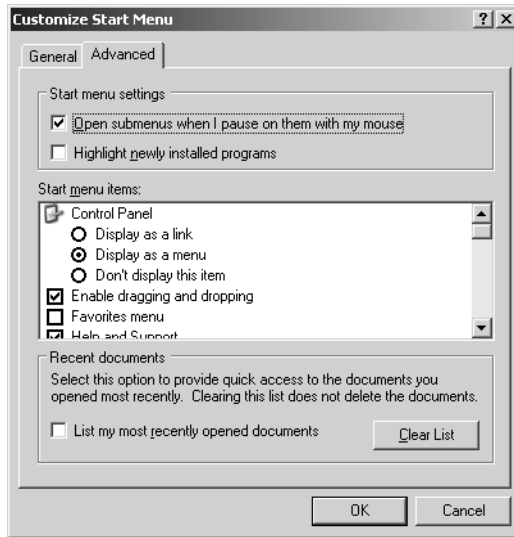 Customize Start Menu
General Advanced
Start menu settings
Open submenus when I pause on them with my mouse
Highlight newly installed programs
Start menu items:
Control Panel
Display as a link
Display as a menu
Don't display this item
Enable dragging and dropping
Favorites menu
Help and Support
Recent documents
Select this option to provide quick access to the documents you
opened most recently. Clearing this list does not delete the documents.
List my most recently opened documents Clear List
OK Cancel